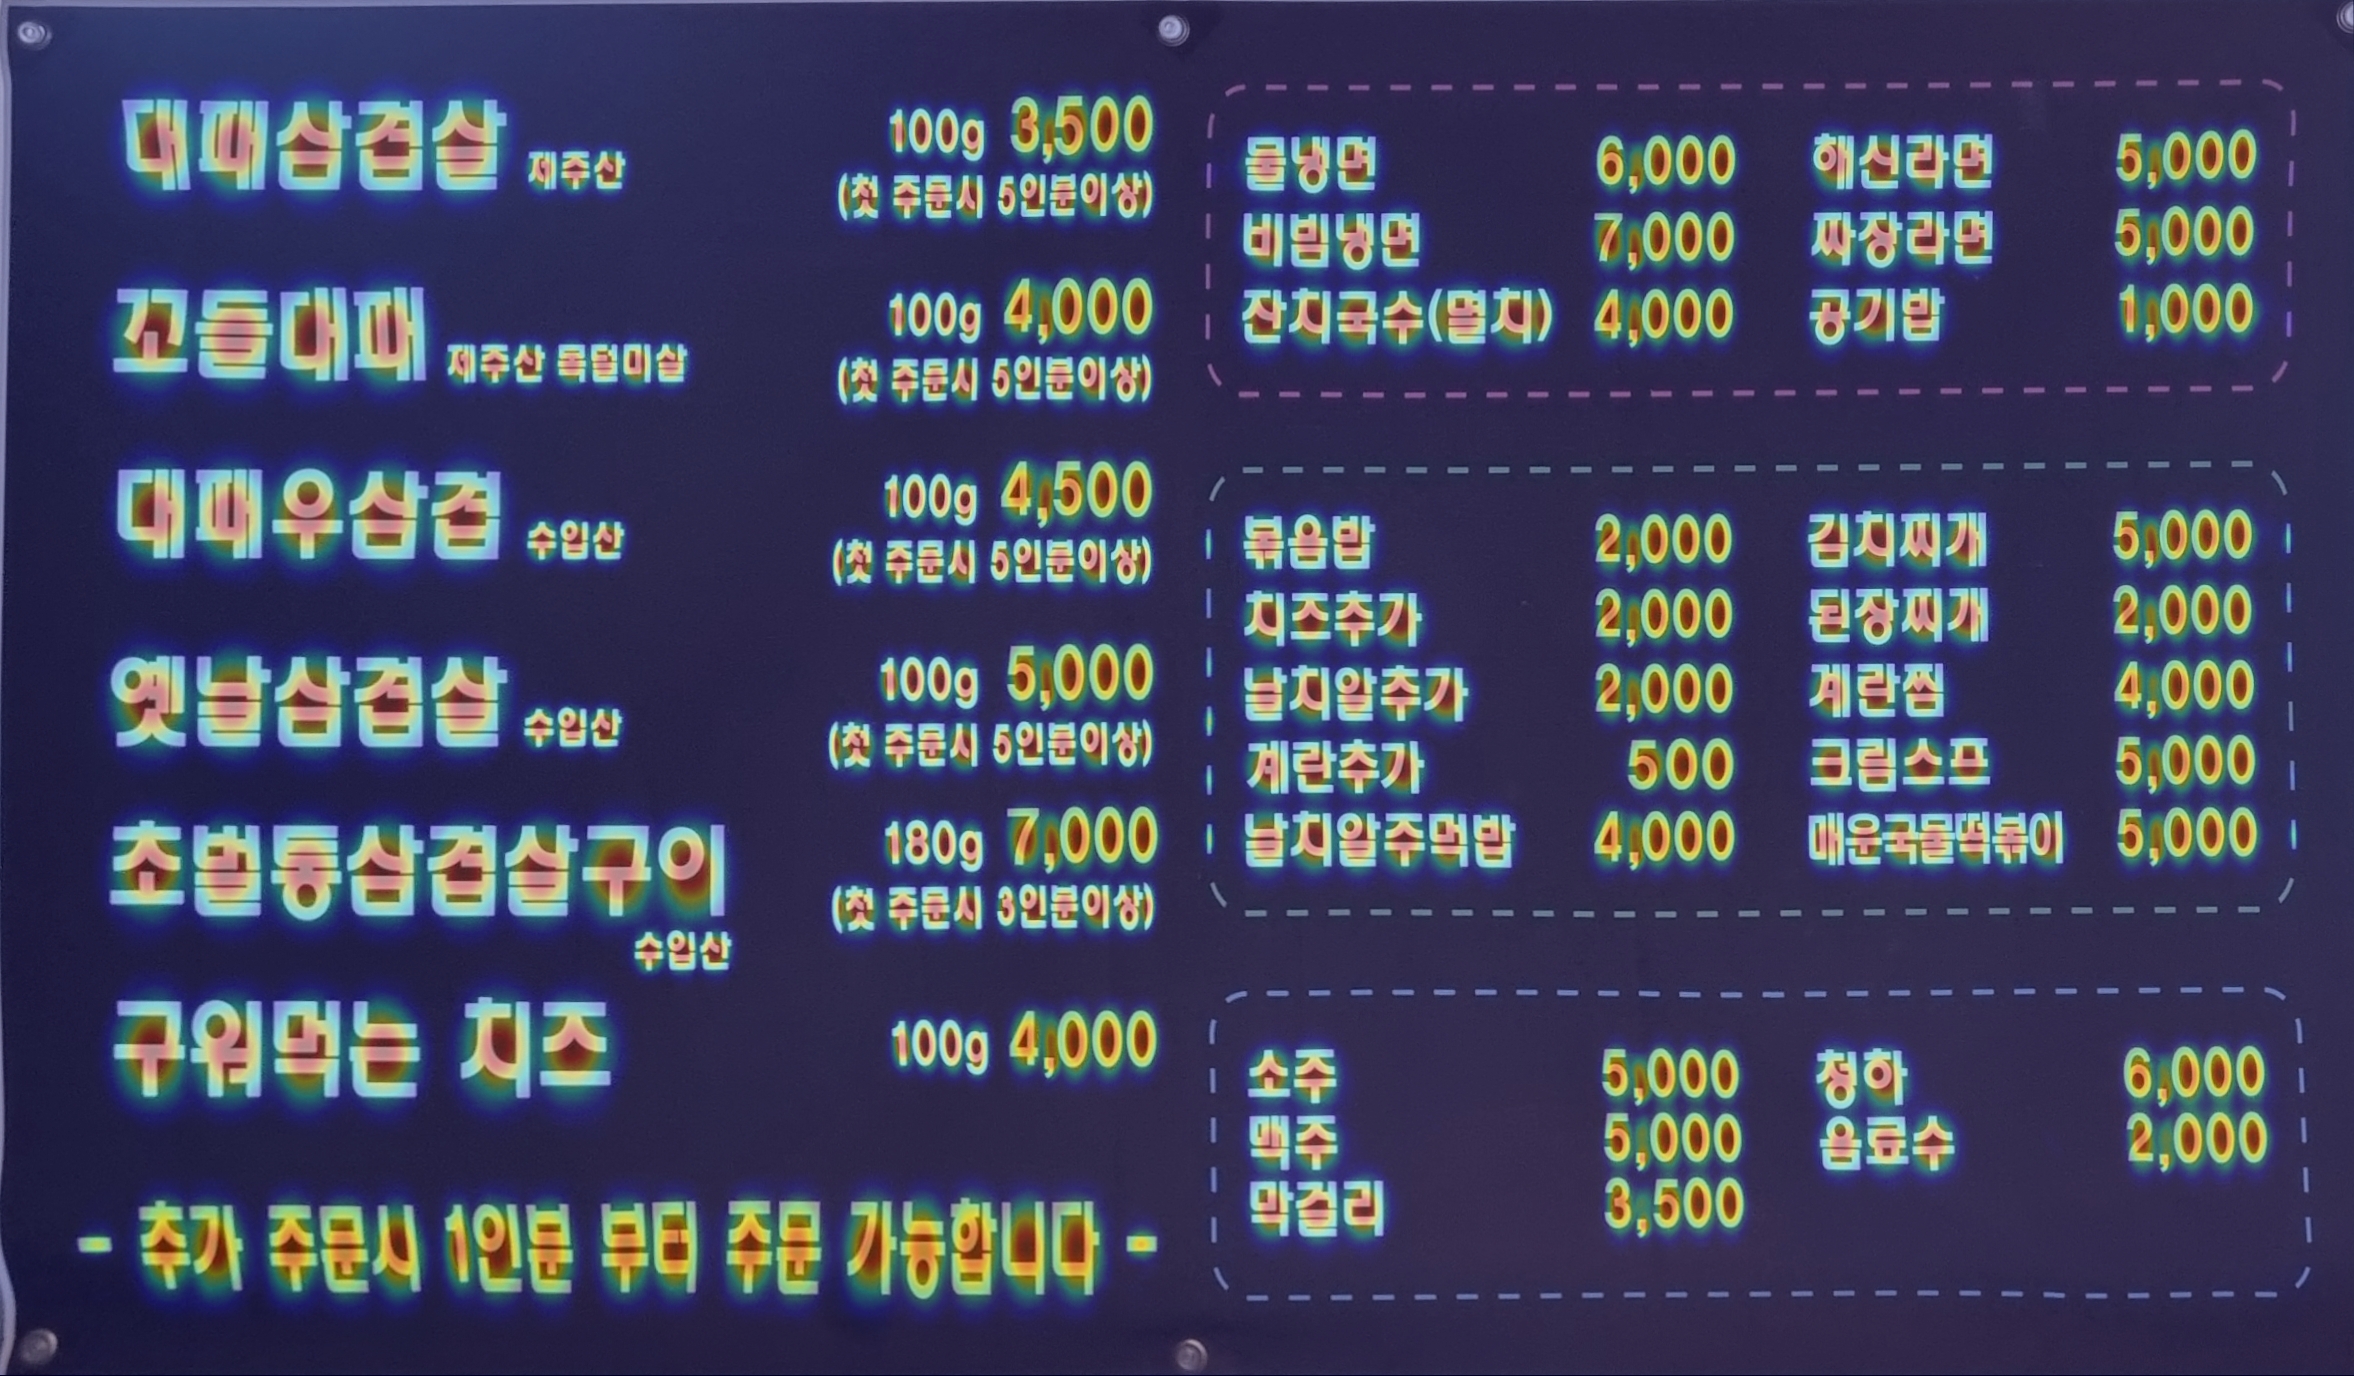 대패삼겹살 제주산 100g 3,500
(첫 주문시 5인분이상)
꼬들대패 제주산 목덜미살 100g 4,000
(첫 주문시 5인분이상)
대패우삼겹 수입산 100g 4,500
(첫 주문시 5인분이상)
옛날삼겹살 수입산 100g 5,000
(첫 주문시 5인분이상)
초벌통삼겹살구이 180g 7,000
(첫 주문시 3인분이상)
수입산
구워먹는 치즈 100g 4,000
- 추가 주문시 1인분 부터 주문 가능합니다 -
물냉면 6,000 해신라면 5,000
비빔냉면 7,000 짜장라면 5,000
잔치국수(멸치) 4,000 공기밥 1,000
볶음밥 2,000 김치찌개 5,000
치즈추가 2,000 된장찌개 2,000
날치알추가 2,000 계란찜 4,000
계란추가 500 크림스프 5,000
날치알주먹밥 4,000 매운국물떡볶이 5,000
소주 5,000 청하 6,000
맥주 5,000 음료수 2,000
막걸리 3,500